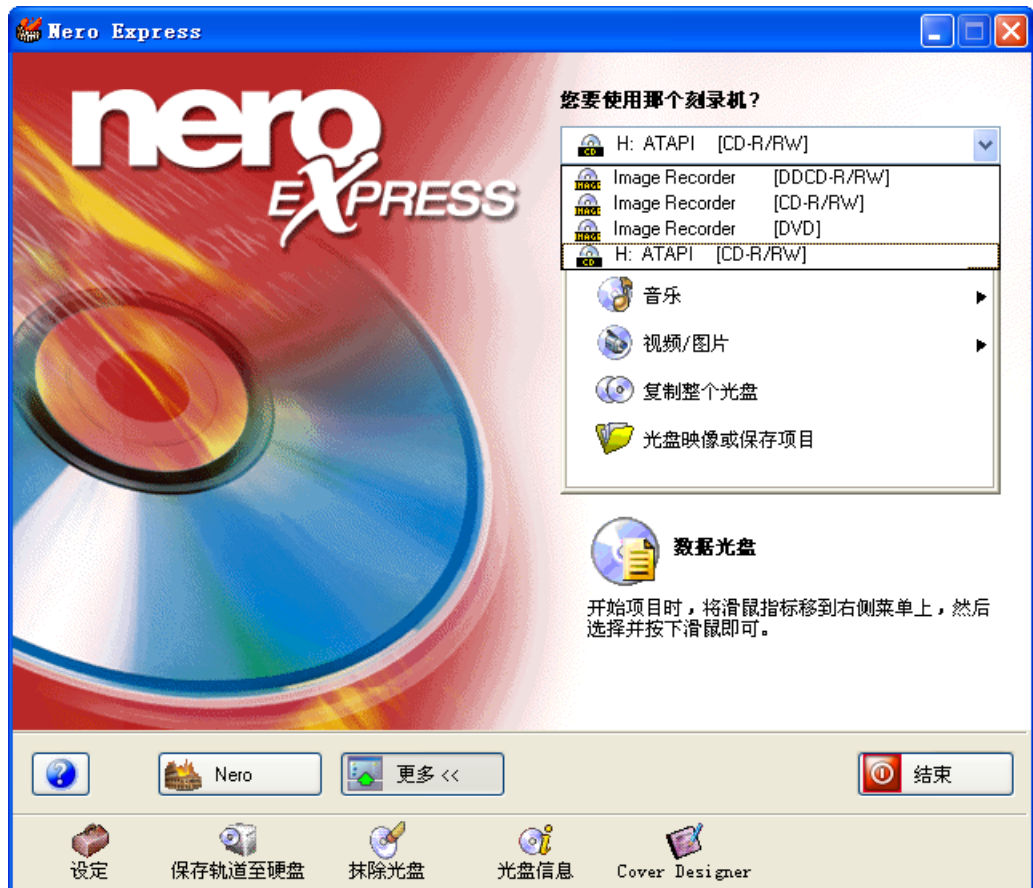 Nero Express
nero
EXPRESS
您要使用那个刻录机?
H: ATAPI [CD-R/RW]
Image Recorder [DDCD-R/RW]
Image Recorder [CD-R/RW]
Image Recorder [DVD]
H: ATAPI [CD-R/RW]
音乐
视频/图片
复制整个光盘
光盘映像或保存项目
数据光盘
开始项目时，将滑鼠指标移到右侧菜单上，然后
选择并按下滑鼠即可。
Nero
更多 <<
结束
设定
保存轨道至硬盘
抹除光盘
光盘信息
Cover Designer